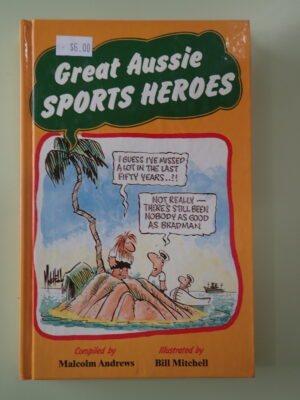 $6.00
Great Aussie
SPORTS HEROES
I GUESS I'VE MISSED
A LOT IN THE LAST
FIFTY YEARS..?!
NOT REALLY —
THERE'S STILL BEEN
NOBODY AS GOOD
AS BRADMAN
Compiled by
Malcolm Andrews
Illustrated by
Bill Mitchell